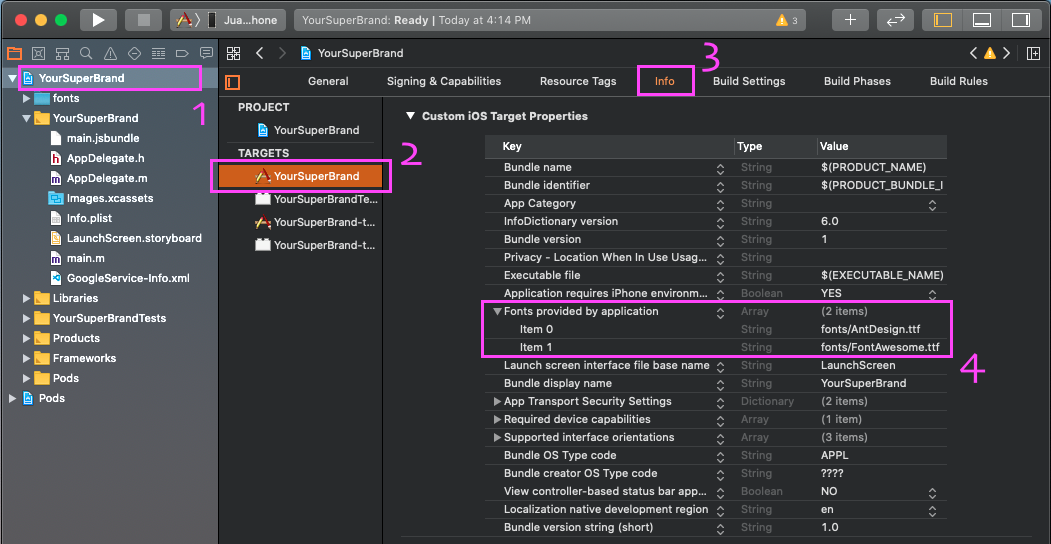 Jua...hone
YourSuperBrand: Ready | Today at 4:14 PM
3
YourSuperBrand
YourSuperBrand
1
fonts
YourSuperBrand
main.jsbundle
h AppDelegate.h
m AppDelegate.m
Images.xcassets
Info.plist
LaunchScreen.storyboard
m main.m
GoogleService-Info.xml
Libraries
YourSuperBrandTests
Products
Frameworks
Pods
Pods
General
Signing & Capabilities
Resource Tags
Info
3
Build Settings
Build Phases
Build Rules
PROJECT
YourSuperBrand
TARGETS
2
YourSuperBrand
YourSuperBrandTe...
YourSuperBrand-t...
YourSuperBrand-t...
Custom iOS Target Properties
Key Type Value
Bundle name String $(PRODUCT_NAME)
Bundle identifier String $(PRODUCT_BUNDLE_I
App Category String
InfoDictionary version String 6.0
Bundle version String 1
Privacy - Location When In Use Usag... String
Executable file String $(EXECUTABLE_NAME)
Application requires iPhone environm... Boolean YES
Fonts provided by application Array (2 items)
Item 0 String fonts/AntDesign.ttf
Item 1 String fonts/FontAwesome.ttf
4
Launch screen interface file base name String LaunchScreen
Bundle display name String YourSuperBrand
App Transport Security Settings Dictionary (2 items)
Required device capabilities Array (1 item)
Supported interface orientations Array (3 items)
Bundle OS Type code String APPL
Bundle creator OS Type code String ????
View controller-based status bar app... Boolean NO
Localization native development region String en
Bundle version string (short) String 1.0